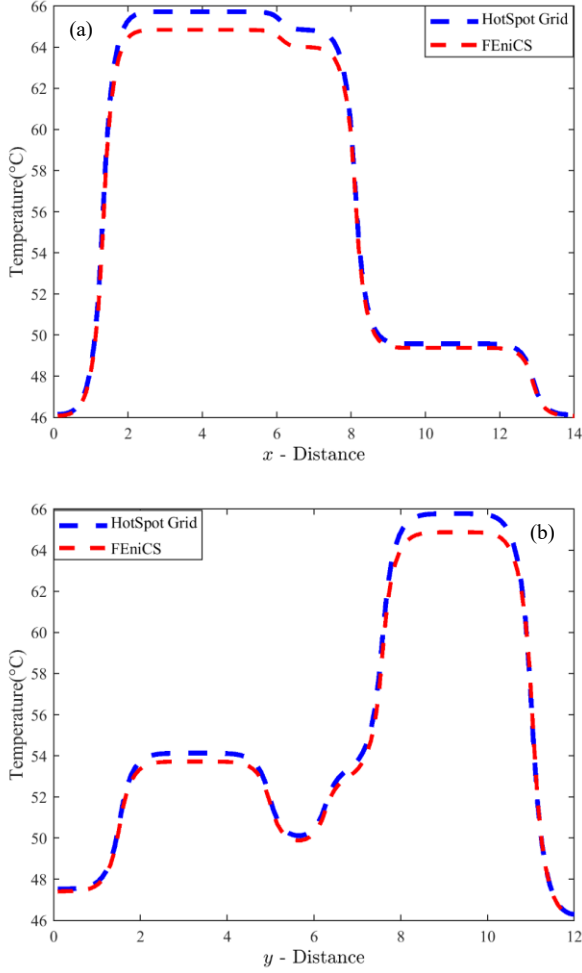 66
(a)
HotSpot Grid
FEniCS
64
62
60
58
56
54
52
50
48
46
Temperature(°C)
0 2 4 6 8 10 12 14
x - Distance
66
HotSpot Grid
FEniCS
(b)
64
62
60
58
56
54
52
50
48
46
Temperature(°C)
0 2 4 6 8 10 12
y - Distance